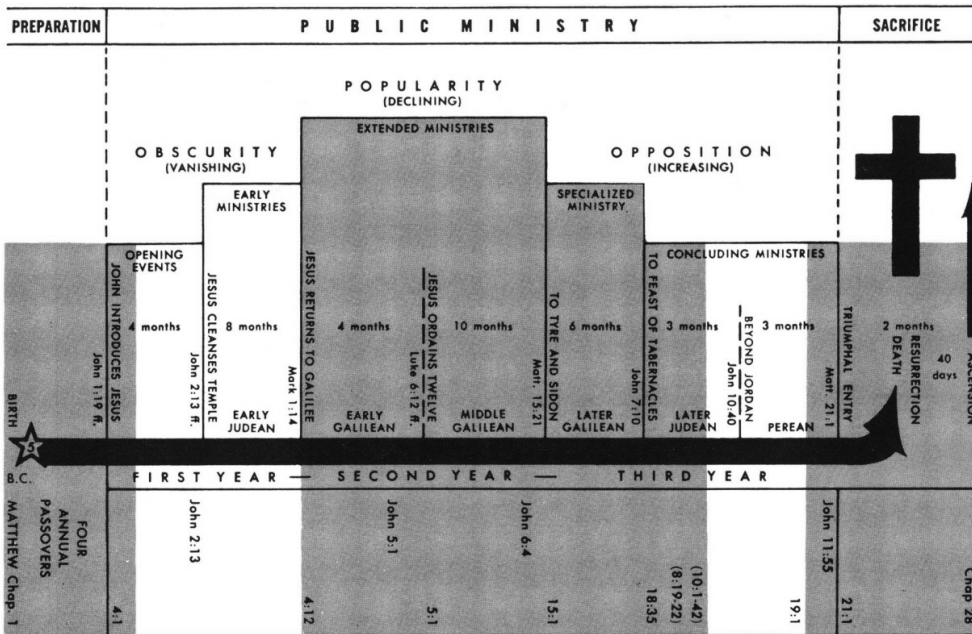 PREPARATION
PUBLIC MINISTRY
SACRIFICE
POPULARITY
(DECLINING)
EXTENDED MINISTRIES
OBSCURITY
(VANISHING)
OPPOSITION
(INCREASING)
EARLY
MINISTRIES
SPECIALIZED
MINISTRY
OPENING
EVENTS
CONCLUDING MINISTRIES
BIRTH
5
B.C.
JOHN INTRODUCES JESUS
John 1:19 ff.
4 months
JESUS CLEANSES TEMPLE
John 2:13 ff.
8 months
EARLY
JUDEAN
JESUS RETURNS TO GALILEE
Mark 1:14
4 months
EARLY
GALILEAN
JESUS ORDAINS TWELVE
Luke 6:12 ff.
10 months
MIDDLE
GALILEAN
TO TYRE AND SIDON
Matt. 15:21
6 months
LATER
GALILEAN
TO FEAST OF TABERNACLES
John 7:10
3 months
LATER
JUDEAN
BEYOND JORDAN
John 10:40
3 months
PEREAN
TRIUMPHAL ENTRY
Matt. 21:1
2 months
RESURRECTION
DEATH
40
days
FIRST YEAR — SECOND YEAR — THIRD YEAR
FOUR
ANNUAL
PASSOVERS
John 2:13
John 5:1
John 6:4
John 11:55
MATTHEW Chap. 1
4:1
4:12
5:1
15:1
18:35
(8:19-22)
(10:1-42)
19:1
21:1
Chap 28